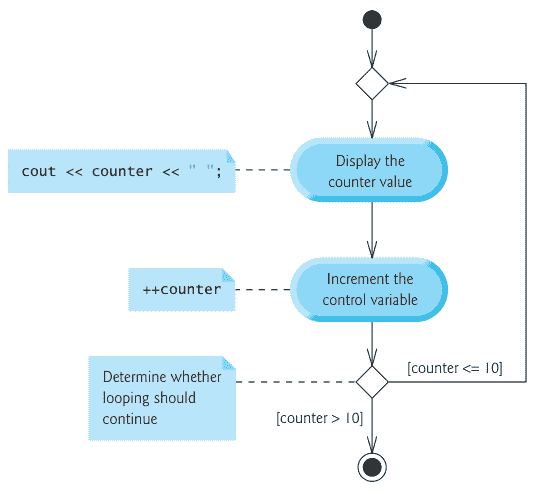 cout << counter << " ";
Display the
counter value
++counter
Increment the
control variable
Determine whether
looping should
continue
[counter <= 10]
[counter > 10]